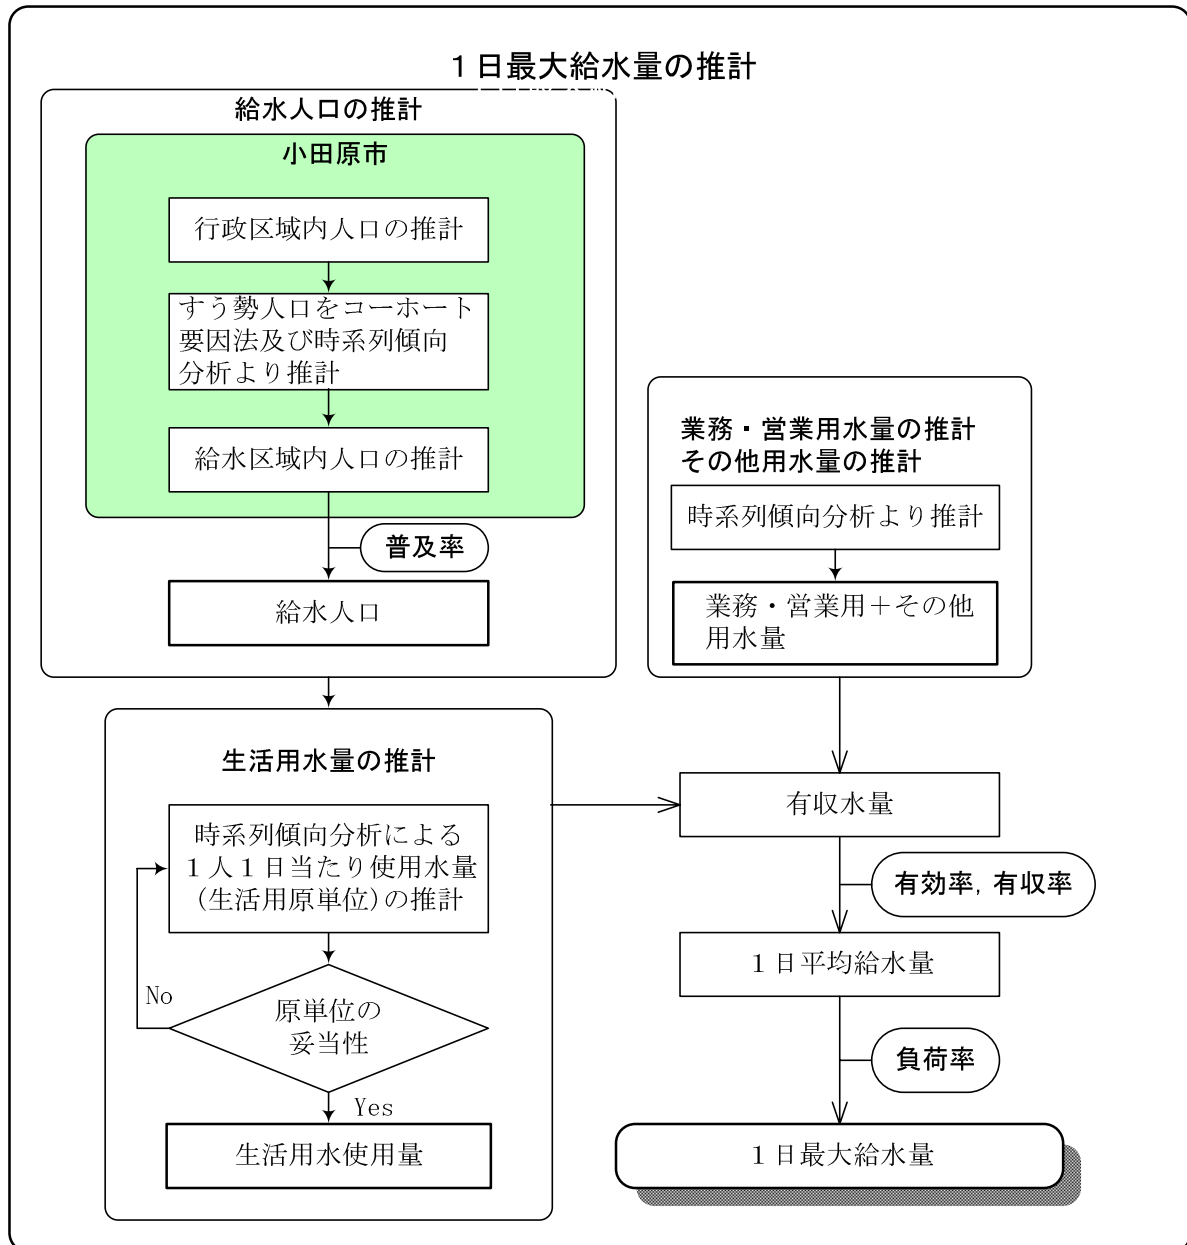 1日最大給水量の推計
給水人口の推計
小田原市
行政区域内人口の推計
すう勢人口をコーホート
要因法及び時系列傾向
分析より推計
給水区域内人口の推計
普及率
給水人口
業務・営業用水量の推計
その他用水量の推計
時系列傾向分析より推計
業務・営業用＋その他
用水量
生活用水量の推計
時系列傾向分析による
１人１日当たり使用水量
(生活用原単位)の推計
No
原単位の
妥当性
Yes
生活用水使用量
有収水量
有効率，有収率
１日平均給水量
負荷率
１日最大給水量